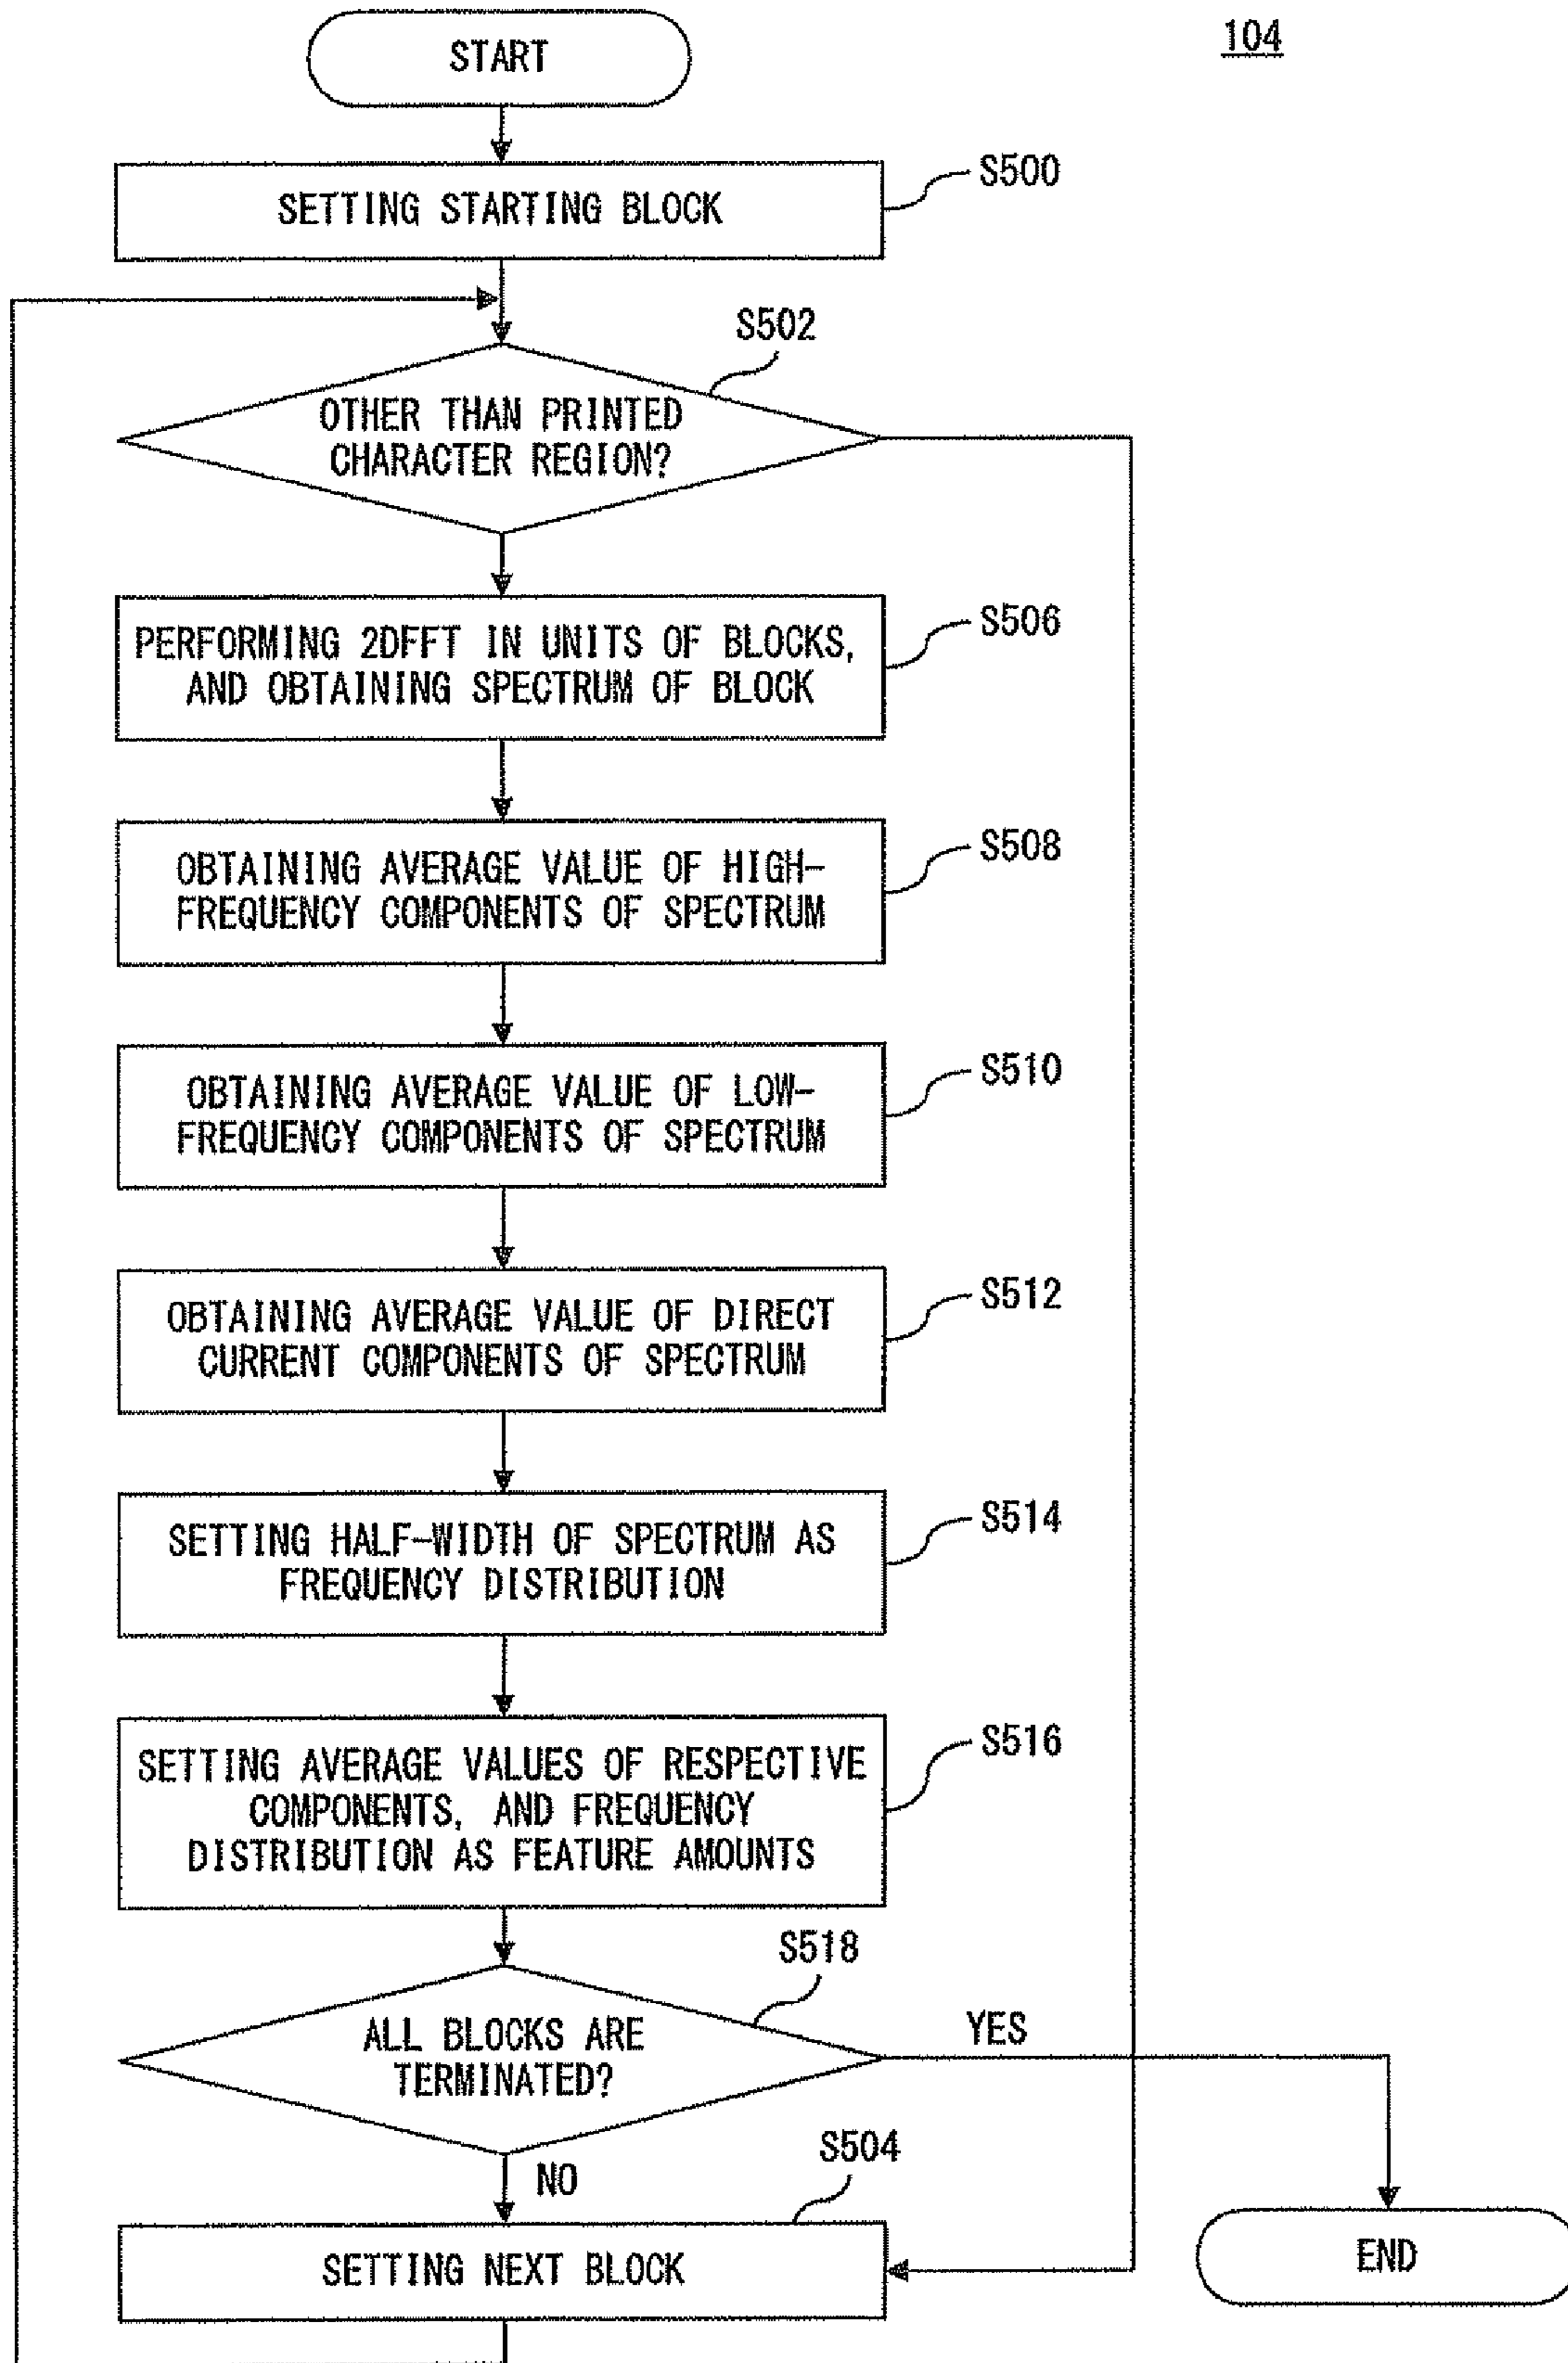 104
START
SETTING STARTING BLOCK
S500
S502
OTHER THAN PRINTED
CHARACTER REGION?
PERFORMING 2DFFT IN UNITS OF BLOCKS,
AND OBTAINING SPECTRUM OF BLOCK
S506
OBTAINING AVERAGE VALUE OF HIGH-
FREQUENCY COMPONENTS OF SPECTRUM
S508
OBTAINING AVERAGE VALUE OF LOW-
FREQUENCY COMPONENTS OF SPECTRUM
S510
OBTAINING AVERAGE VALUE OF DIRECT
CURRENT COMPONENTS OF SPECTRUM
S512
SETTING HALF-WIDTH OF SPECTRUM AS
FREQUENCY DISTRIBUTION
S514
SETTING AVERAGE VALUES OF RESPECTIVE
COMPONENTS, AND FREQUENCY
DISTRIBUTION AS FEATURE AMOUNTS
S516
S518
ALL BLOCKS ARE
TERMINATED?
YES
NO
S504
SETTING NEXT BLOCK
END